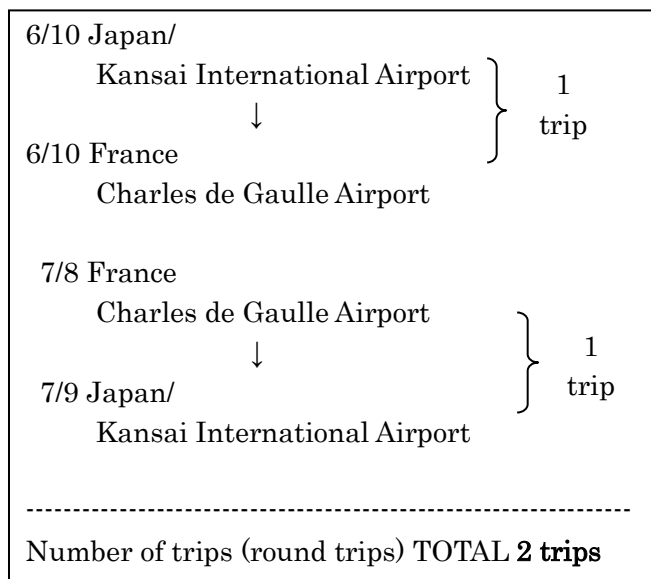 6/10 Japan/
Kansai International Airport
↓
6/10 France
Charles de Gaulle Airport
1
trip
7/8 France
Charles de Gaulle Airport
↓
7/9 Japan/
Kansai International Airport
1
trip
-----------------------------------------------------------------
Number of trips (round trips) TOTAL 2 trips